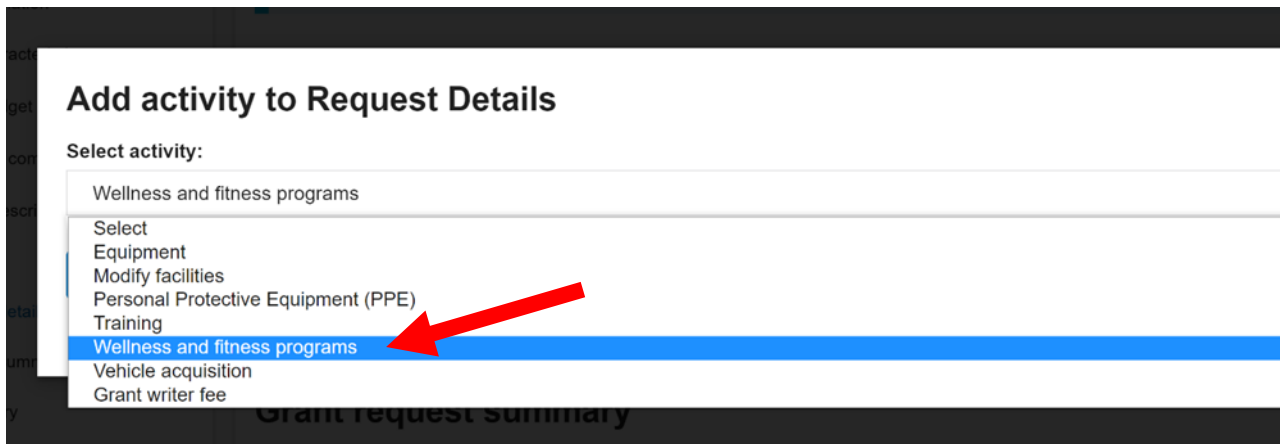 Add activity to Request Details
Select activity:
Wellness and fitness programs
Select
Equipment
Modify facilities
Personal Protective Equipment (PPE)
Training
Wellness and fitness programs
Vehicle acquisition
Grant writer fee
Grant request summary